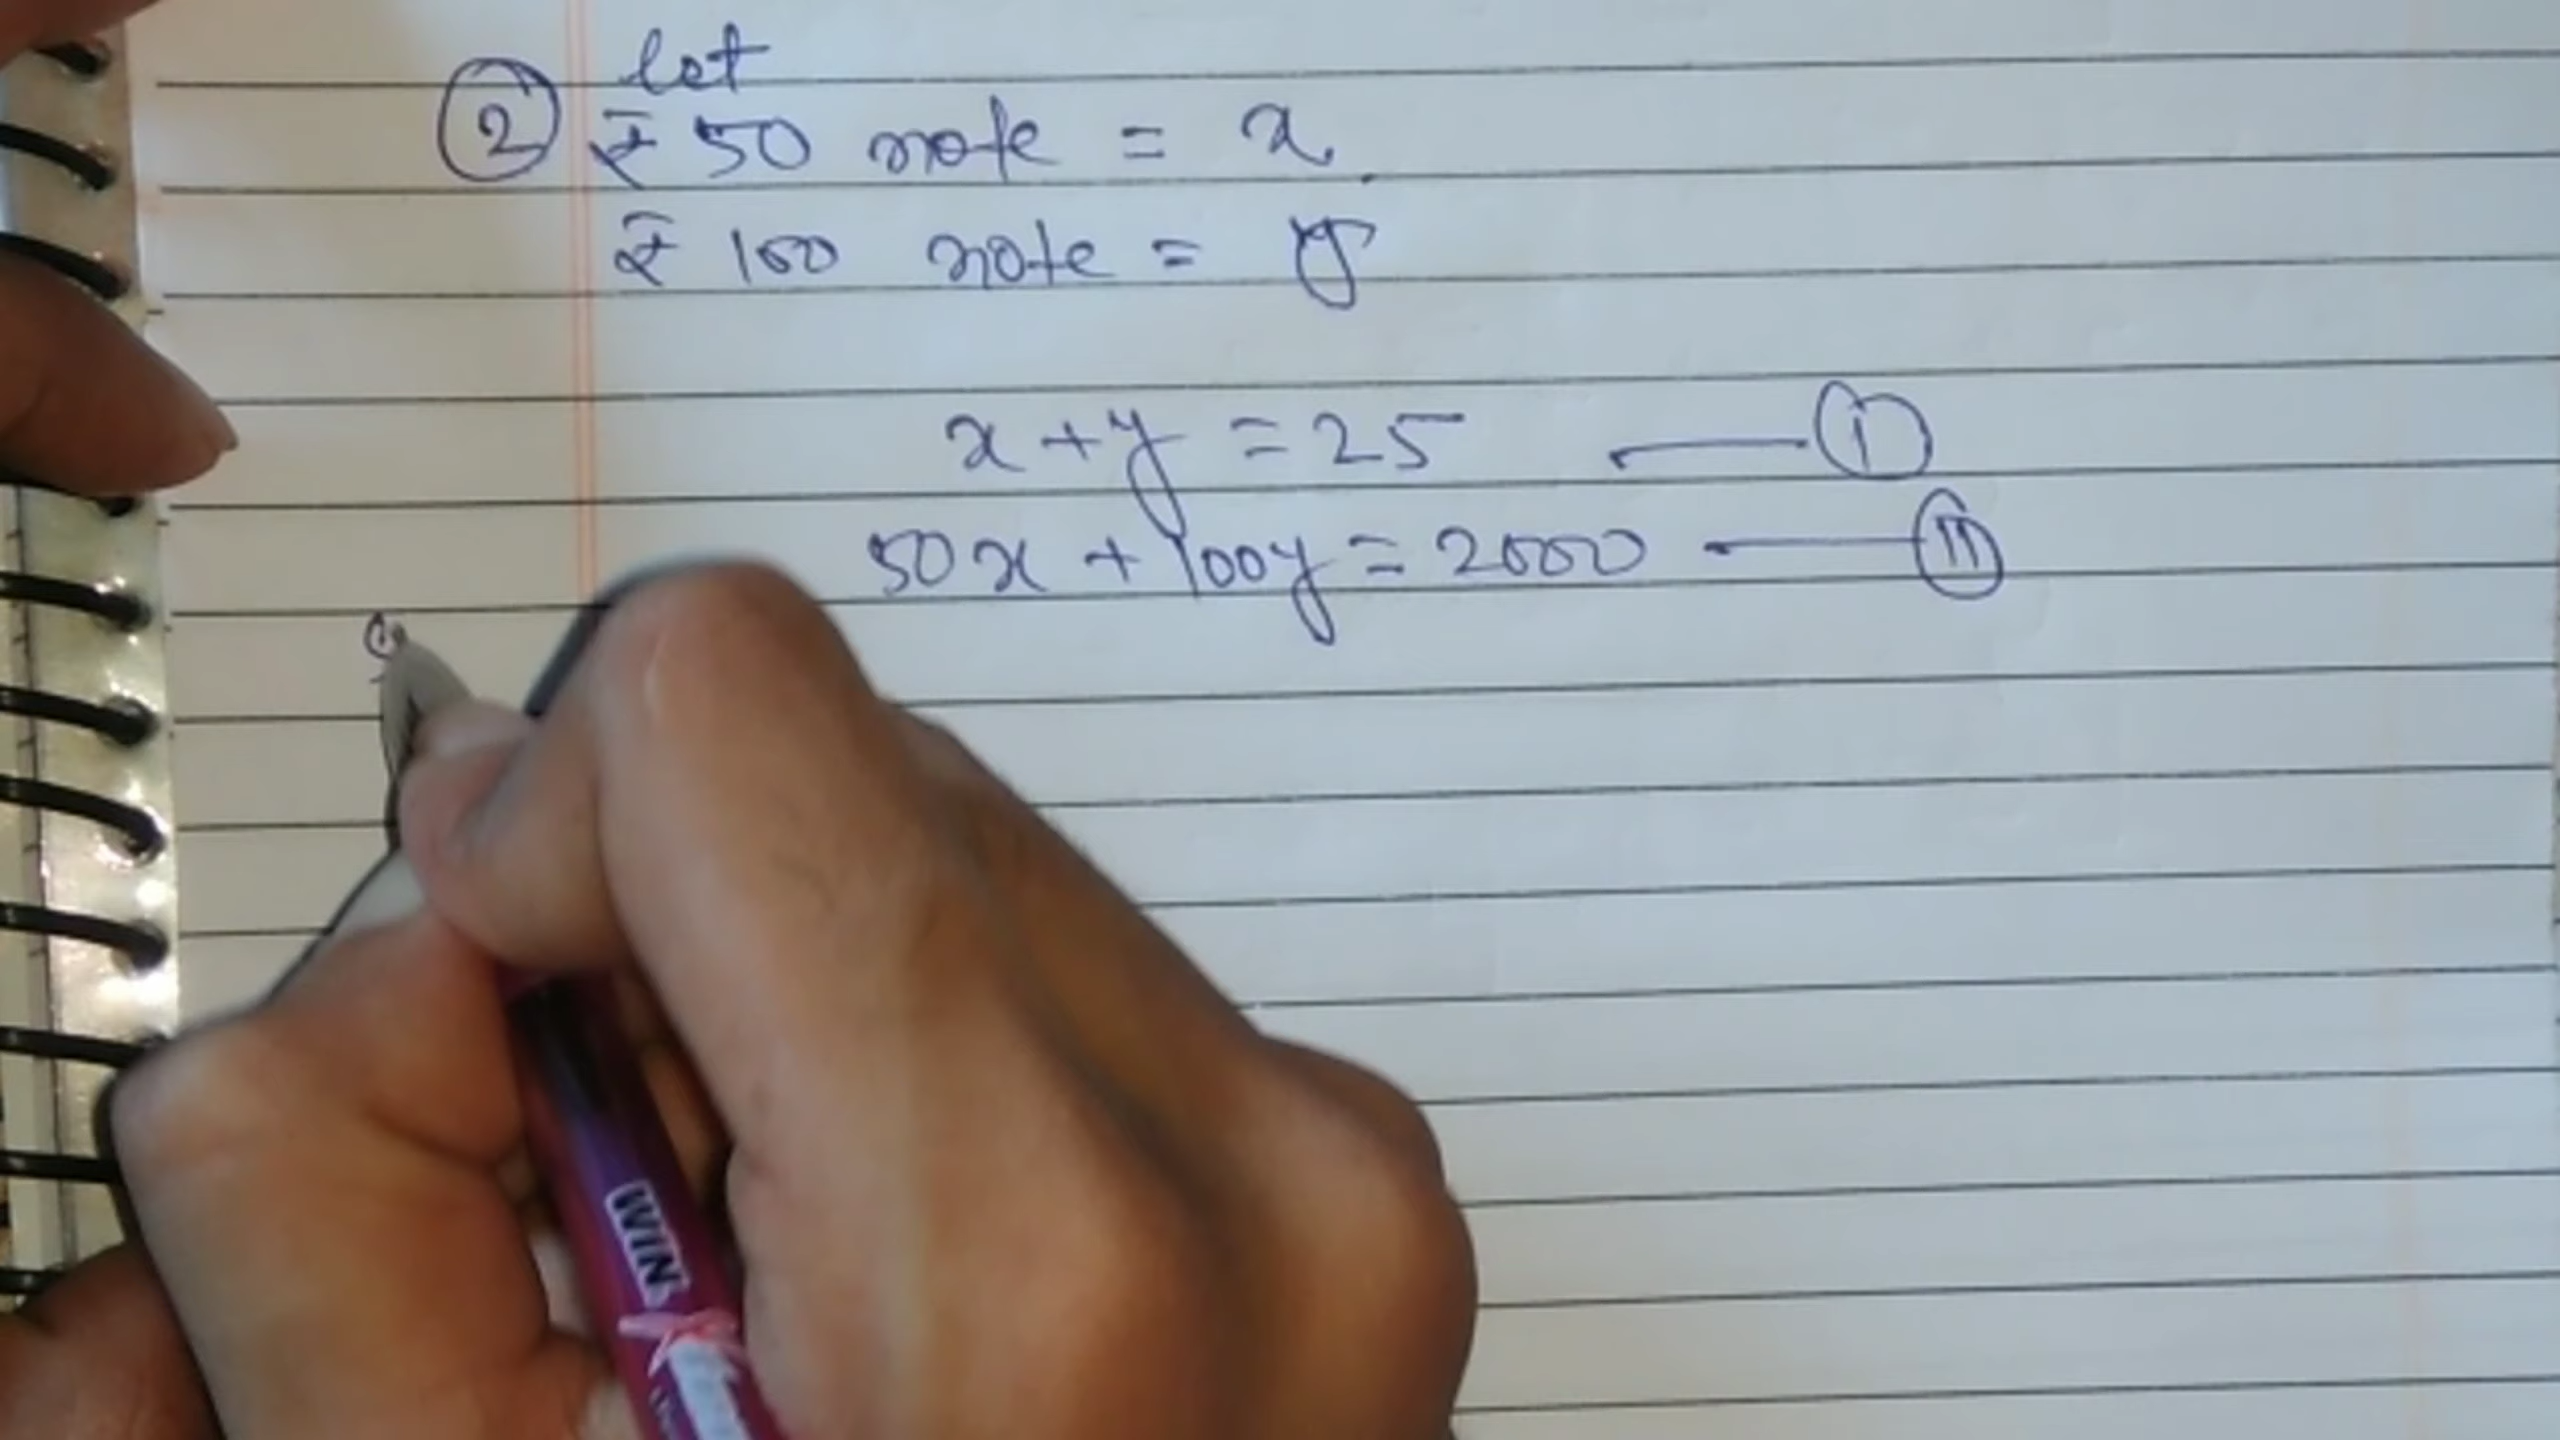 let
② ₹ 50 note = x
₹ 100 note = y
x + y = 25 — Ⓘ
50x + 100y = 2000 — Ⓘⓘ
WIN